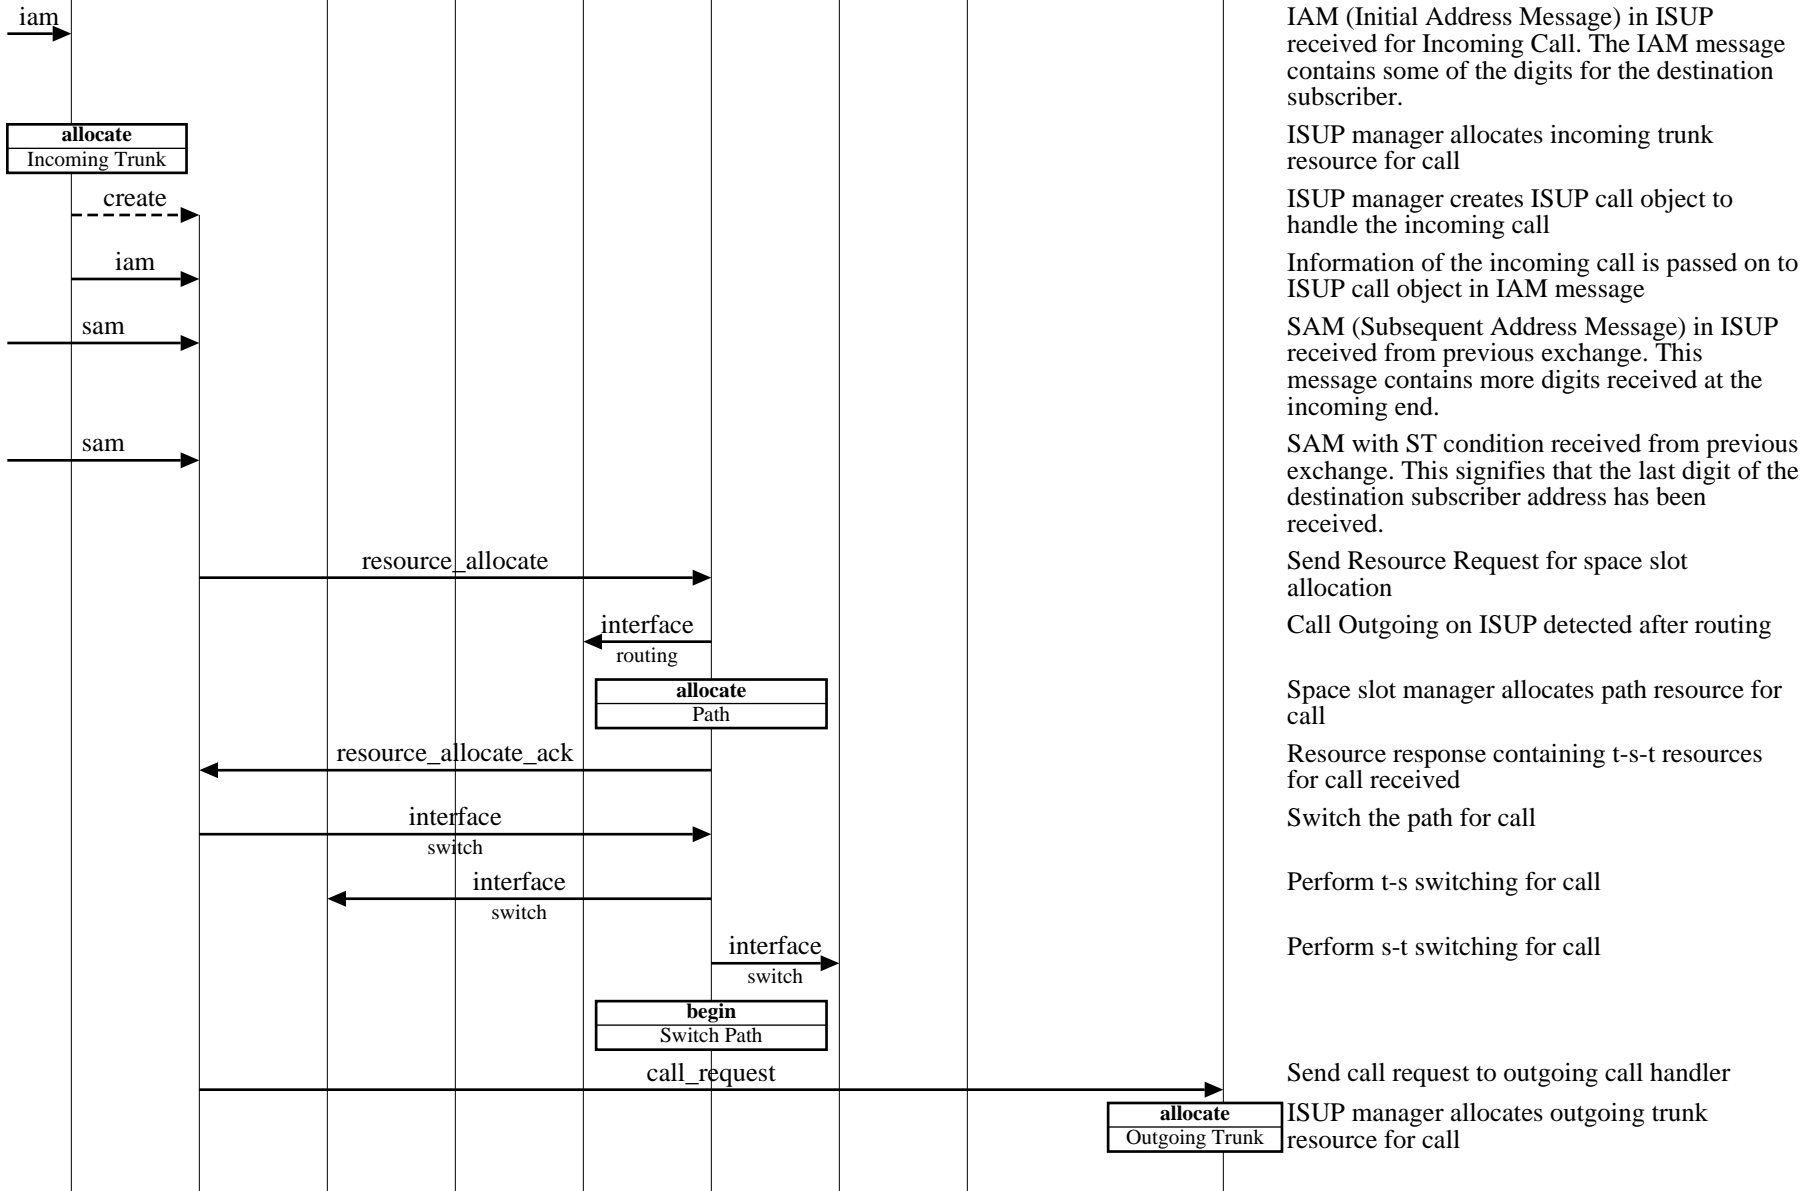 iam
IAM (Initial Address Message) in ISUP
received for Incoming Call. The IAM message
contains some of the digits for the destination
subscriber.
allocate
Incoming Trunk
ISUP manager allocates incoming trunk
resource for call
create
ISUP manager creates ISUP call object to
handle the incoming call
iam
Information of the incoming call is passed on to
ISUP call object in IAM message
sam
SAM (Subsequent Address Message) in ISUP
received from previous exchange. This
message contains more digits received at the
incoming end.
sam
SAM with ST condition received from previous
exchange. This signifies that the last digit of the
destination subscriber address has been
received.
resource_allocate
Send Resource Request for space slot
allocation
interface
routing
Call Outgoing on ISUP detected after routing
allocate
Path
Space slot manager allocates path resource for
call
resource_allocate_ack
Resource response containing t-s-t resources
for call received
interface
switch
Switch the path for call
interface
switch
Perform t-s switching for call
interface
switch
Perform s-t switching for call
begin
Switch Path
call_request
Send call request to outgoing call handler
allocate
Outgoing Trunk
ISUP manager allocates outgoing trunk
resource for call